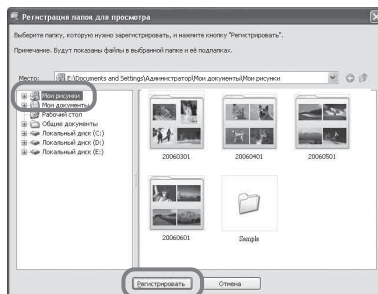 Регистрация папок для просмотра
Выберите папку, которую нужно зарегистрировать, и нажмите кнопку "Регистрировать".
Примечание. Будут показаны файлы в выбранной папке и её подпапках.
Место: E:\Documents and Settings\Администратор\Мои документы\Мои рисунки
Мои рисунки
Мои документы
Рабочий стол
Общие документы
Локальный диск (C:)
Локальный диск (D:)
Локальный диск (E:)
20060301 20060401 20060501
20060601 Sample
Регистрировать Отмена